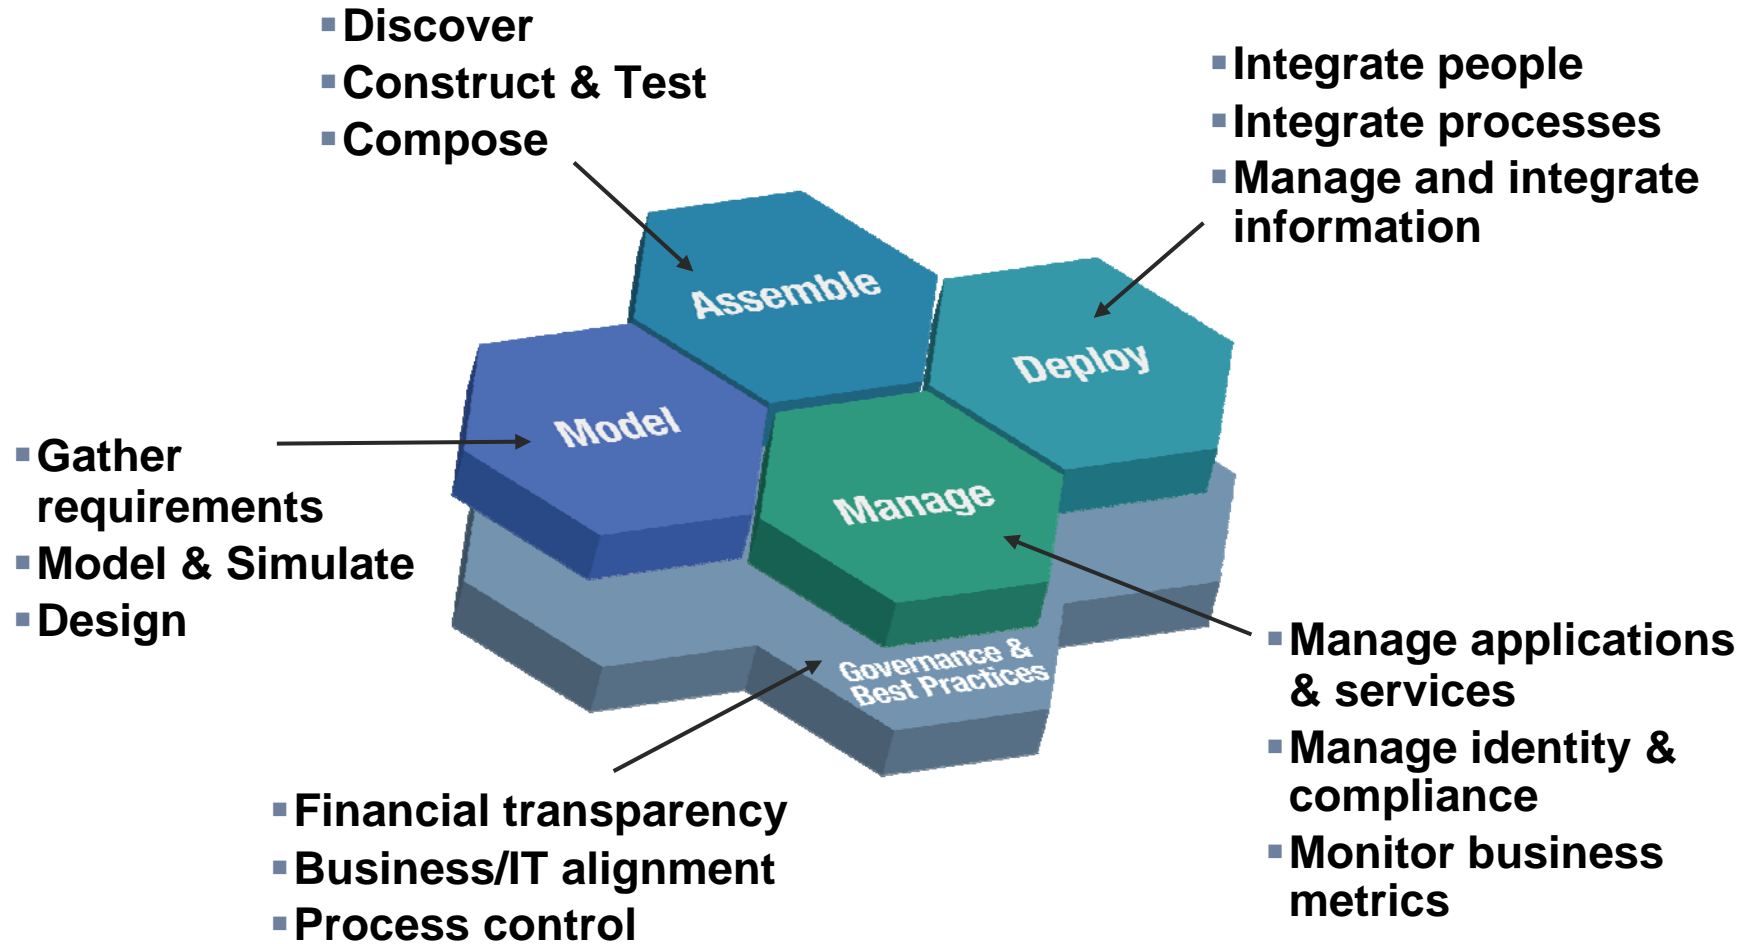 Discover
Construct & Test
Compose
Integrate people
Integrate processes
Manage and integrate
information
Assemble
Deploy
Model
Manage
Gather
requirements
Model & Simulate
Design
Governance &
Best Practices
Manage applications
& services
Manage identity &
compliance
Monitor business
metrics
Financial transparency
Business/IT alignment
Process control